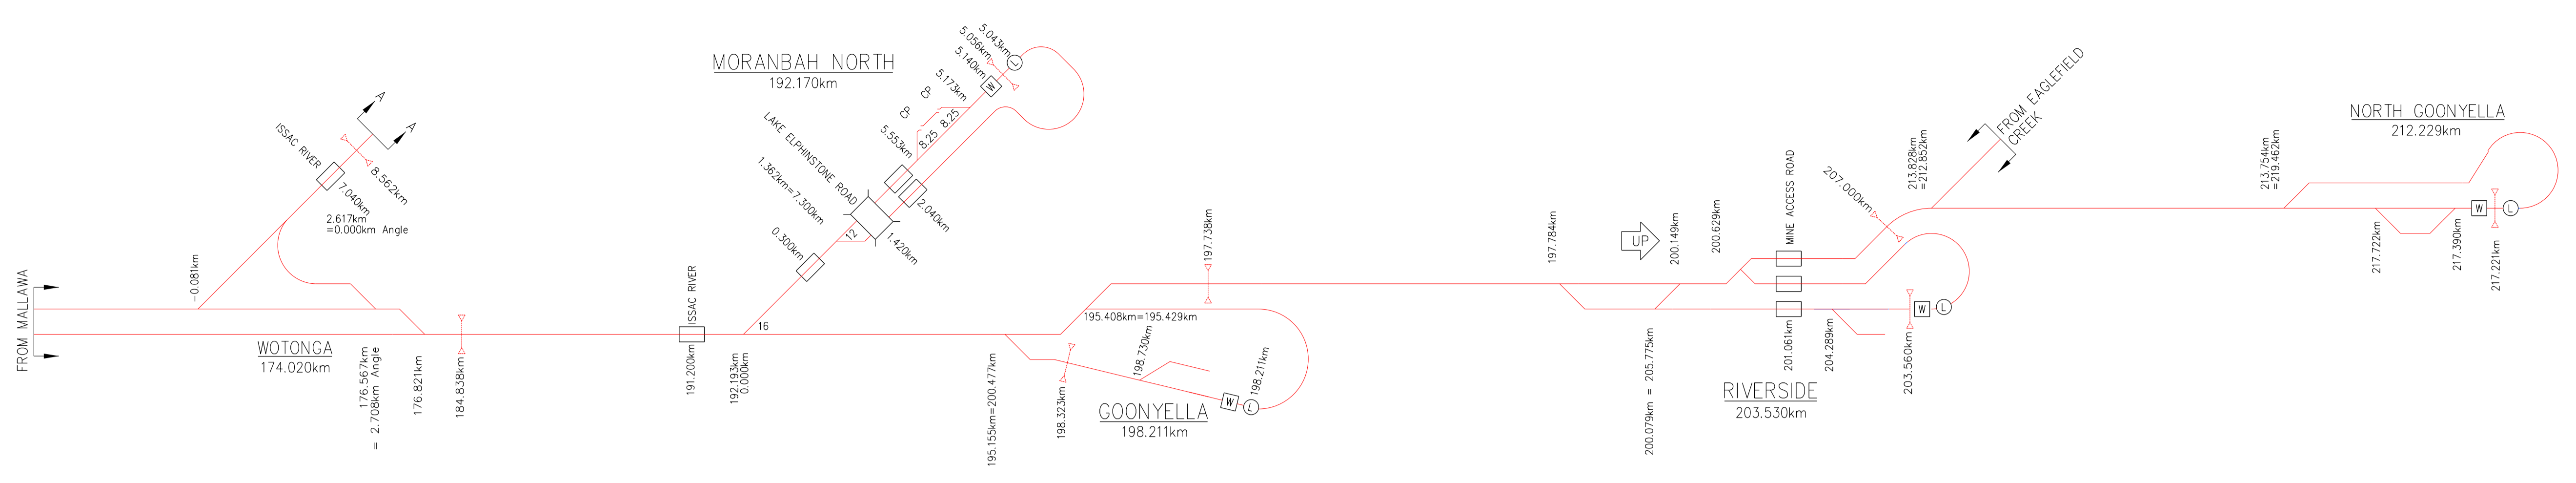 FROM MALLAWA
-0.081km
ISSAC RIVER
7.040km
8.562km
A
A
2.617km
=0.000km Angle
WOTONGA
174.020km
176.567km
= 2.708km Angle
176.821km
184.838km
ISSAC RIVER
191.200km
192.193km
0.000km
16
MORANBAH NORTH
192.170km
0.300km
1.362km=7.300km
LAKE ELPHINSTONE ROAD
12
1.420km
2.040km
5.553km
8.25
8.25
CP
CP
5.173km
5.140km
5.056km
5.043km
W
L
195.155km=200.477km
195.408km=195.429km
198.323km
198.730km
W
L
198.211km
GOONYELLA
198.211km
197.738km
197.784km
UP
200.149km
200.629km
200.079km = 205.775km
MINE ACCESS ROAD
201.061km
204.289km
203.560km
W
L
RIVERSIDE
203.530km
207.000km
213.828km
=212.852km
FROM EAGLEFIELD
CREEK
213.754km
=219.462km
217.722km
217.390km
217.221km
W
L
NORTH GOONYELLA
212.229km